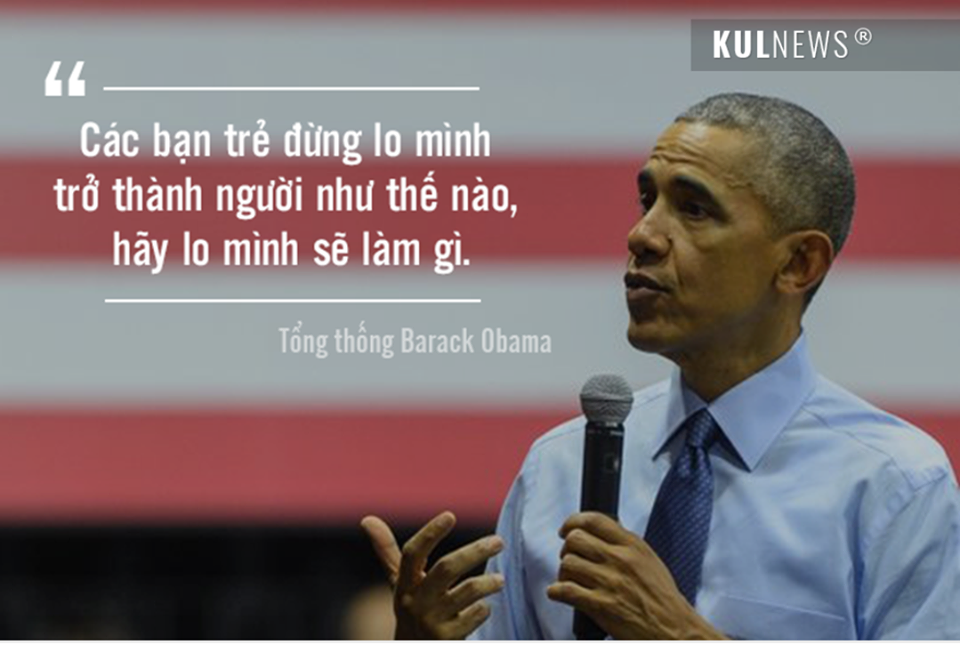 KULNEWS®
“
Các bạn trẻ đừng lo mình
trở thành người như thế nào,
hãy lo mình sẽ làm gì.
Tổng thống Barack Obama